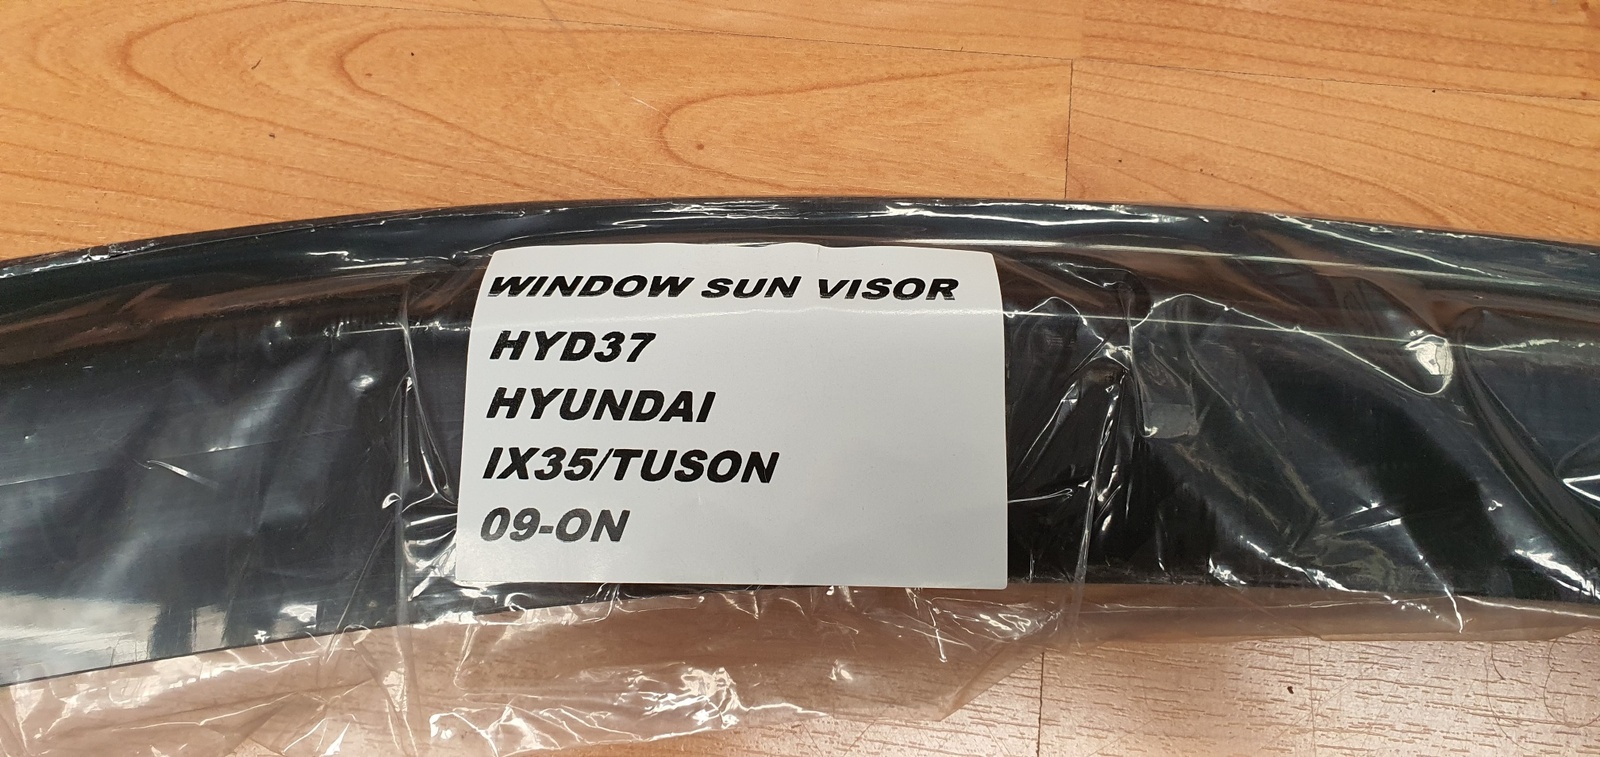 WINDOW SUN VISOR
HYD37
HYUNDAI
IX35/TUSON
09-ON